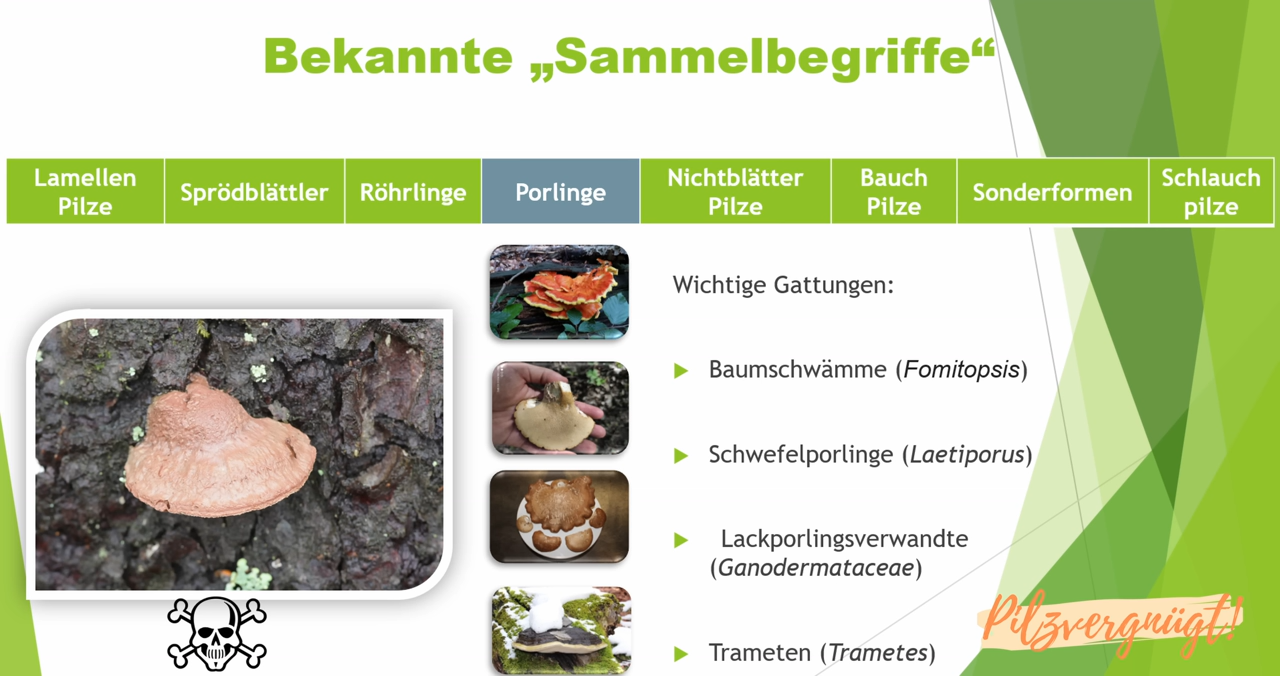 Bekannte „Sammelbegriffe“
Lamellen
Pilze
Sprödblättler
Röhrlinge
Porlinge
Nichtblätter
Pilze
Bauch
Pilze
Sonderformen
Schlauch
pilze
Wichtige Gattungen:
Baumschwämme (Fomitopsis)
Schwefelporlinge (Laetiporus)
Lackporlingsverwandte
(Ganodermataceae)
Trameten (Trametes)
Pilzvergnügt!